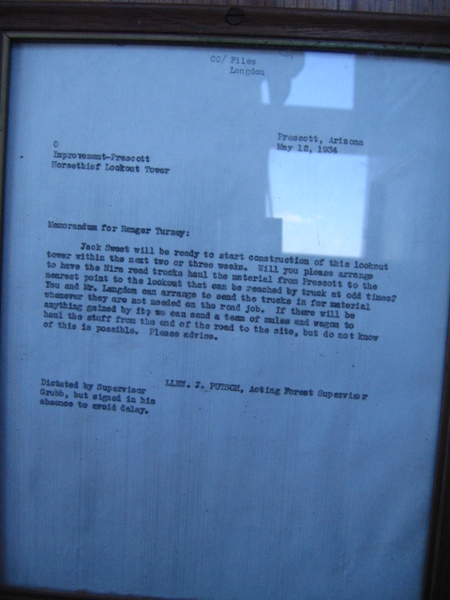 CC/ Files
Langdon
Prescott, Arizona
May 12, 1934
O
Improvement-Prescott
Horsethief Lookout Tower
Memorandum for Ranger Turney:
Jack Sweet will be ready to start construction of this lookout
tower within the next two or three weeks. Will you please arrange
to have the Hire road trucks haul the material from Prescott to the
nearest point to the lookout that can be reached by truck at odd times?
You and Mr. Langdon can arrange to send the trucks in for material
whenever they are not needed on the road job. If there will be
anything gained by it, we can send a team of mules and wagon to
haul the stuff from the end of the road to the site, but do not know
of this is possible. Please advise.
J. PUTSCH, Acting Forest Supervisor
Dictated by Supervisor
Grubb, but signed in his
absence to avoid delay.